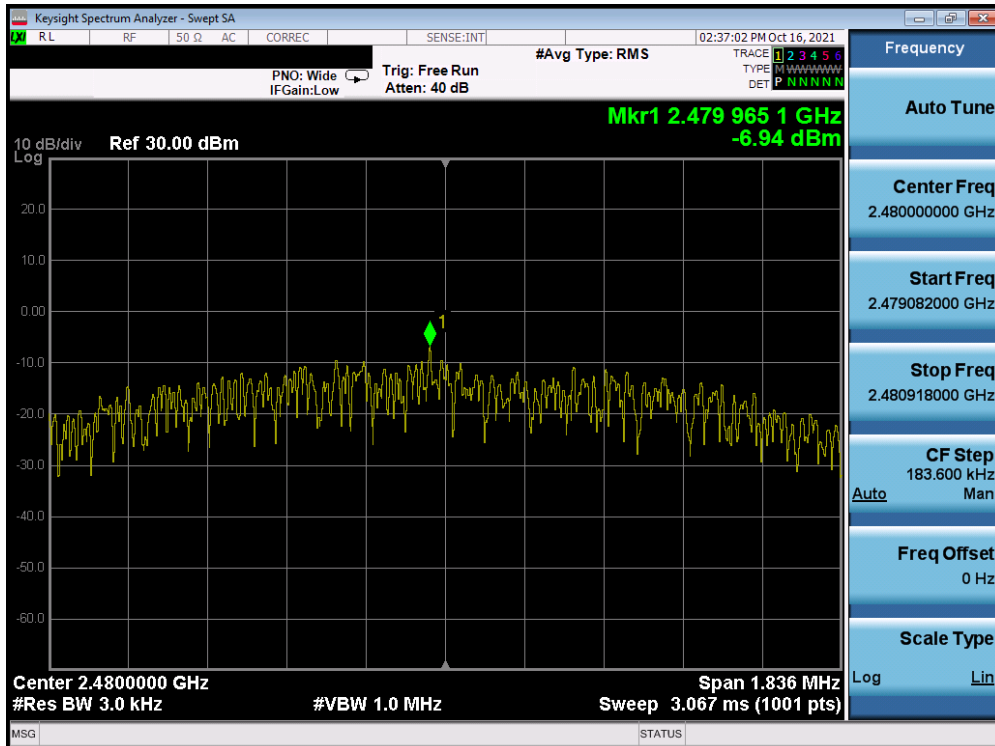 Keysight Spectrum Analyzer - Swept SA
LXI RL RF 50 Ω AC CORREC SENSE:INT 02:37:02 PM Oct 16, 2021
#Avg Type: RMS
TRACE 1 2 3 4 5 6
PNO: Wide Trig: Free Run
TYPE M WWWWW
IFGain:Low Atten: 40 dB
DET P N N N N N
Mkr1 2.479 965 1 GHz
-6.94 dBm
10 dB/div Ref 30.00 dBm
Log
20.0
10.0
0.00
1
-10.0
-20.0
-30.0
-40.0
-50.0
-60.0
Center 2.4800000 GHz Span 1.836 MHz
#Res BW 3.0 kHz #VBW 1.0 MHz Sweep 3.067 ms (1001 pts)
MSG STATUS
Frequency
Auto Tune
Center Freq
2.480000000 GHz
Start Freq
2.479082000 GHz
Stop Freq
2.480918000 GHz
CF Step
183.600 kHz
Auto Man
Freq Offset
0 Hz
Scale Type
Log Lin